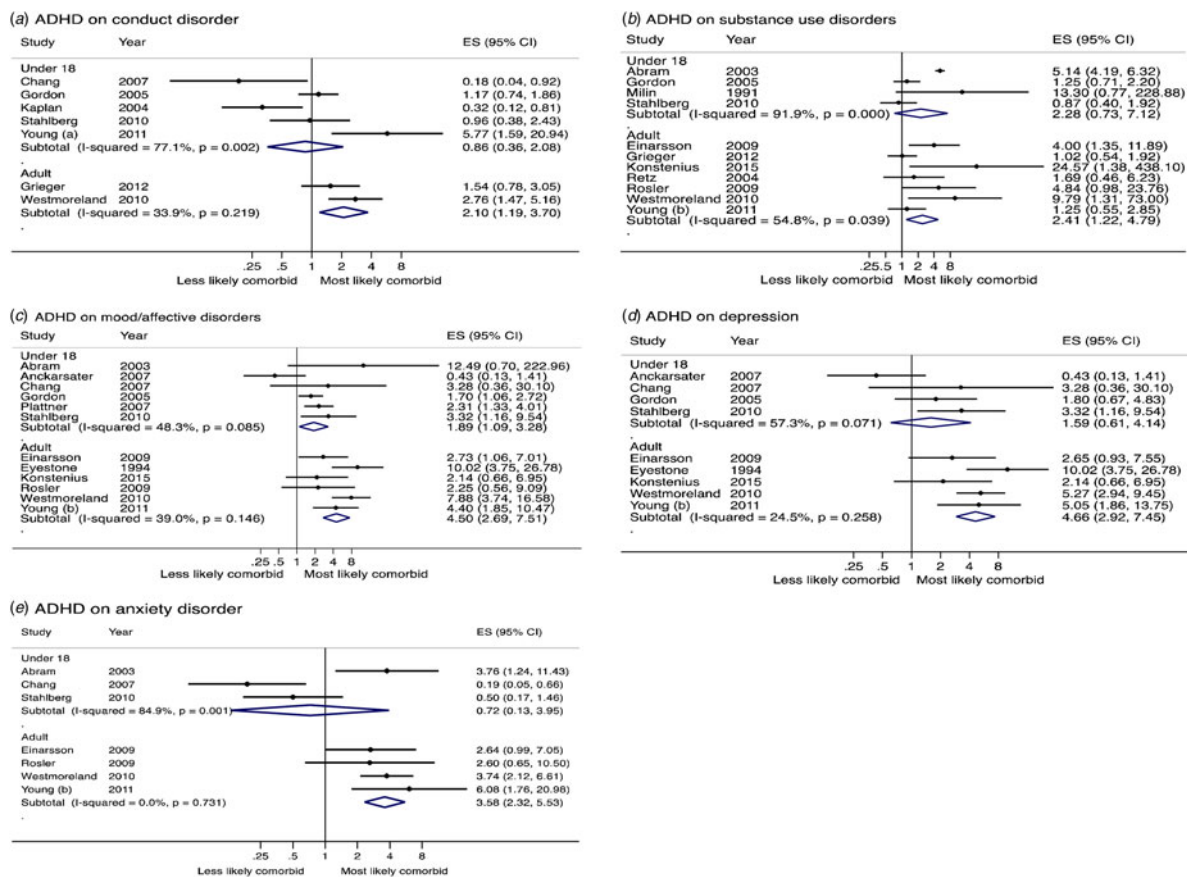 (a) ADHD on conduct disorder
Study Year ES (95% CI)
Under 18
Chang 2007 0.18 (0.04, 0.92)
Gordon 2005 1.17 (0.74, 1.86)
Kaplan 2004 0.32 (0.12, 0.81)
Stahlberg 2010 0.96 (0.38, 2.43)
Young (a) 2011 5.77 (1.59, 20.94)
Subtotal (I-squared = 77.1%, p = 0.002) 0.86 (0.36, 2.08)
.
Adult
Grieger 2012 1.54 (0.78, 3.05)
Westmoreland 2010 2.76 (1.47, 5.16)
Subtotal (I-squared = 33.9%, p = 0.219) 2.10 (1.19, 3.70)
.
.25 .5 1 2 4 8
Less likely comorbid Most likely comorbid
(b) ADHD on substance use disorders
Study Year ES (95% CI)
Under 18
Abram 2003 5.14 (4.19, 6.32)
Gordon 2005 1.25 (0.71, 2.20)
Milin 1991 13.30 (0.77, 228.88)
Stahlberg 2010 0.87 (0.40, 1.92)
Subtotal (I-squared = 91.9%, p = 0.000) 2.28 (0.73, 7.12)
.
Adult
Einarsson 2009 4.00 (1.35, 11.89)
Grieger 2012 1.02 (0.54, 1.92)
Konstenius 2015 24.57 (1.38, 438.10)
Retz 2004 1.69 (0.46, 6.23)
Rosler 2009 4.84 (0.98, 23.76)
Westmoreland 2010 9.79 (1.31, 73.00)
Young (b) 2011 1.25 (0.55, 2.85)
Subtotal (I-squared = 54.8%, p = 0.039) 2.41 (1.22, 4.79)
.
.25.5 1 2 4 8
Less likely comorbid Most likely comorbid
(c) ADHD on mood/affective disorders
Study Year ES (95% CI)
Under 18
Abram 2003 12.49 (0.70, 222.96)
Anckarsater 2007 0.43 (0.13, 1.41)
Chang 2007 3.28 (0.36, 30.10)
Gordon 2005 1.70 (1.06, 2.72)
Plattner 2007 2.31 (1.33, 4.01)
Stahlberg 2010 3.32 (1.16, 9.54)
Subtotal (I-squared = 48.3%, p = 0.085) 1.89 (1.09, 3.28)
.
Adult
Einarsson 2009 2.73 (1.06, 7.01)
Eyestone 1994 10.02 (3.75, 26.78)
Konstenius 2015 2.14 (0.66, 6.95)
Rosler 2009 2.25 (0.56, 9.09)
Westmoreland 2010 7.88 (3.74, 16.58)
Young (b) 2011 4.40 (1.85, 10.47)
Subtotal (I-squared = 39.0%, p = 0.146) 4.50 (2.69, 7.51)
.
.25 .5 1 2 4 8
Less likely comorbid Most likely comorbid
(d) ADHD on depression
Study Year ES (95% CI)
Under 18
Anckarsater 2007 0.43 (0.13, 1.41)
Chang 2007 3.28 (0.36, 30.10)
Gordon 2005 1.80 (0.67, 4.83)
Stahlberg 2010 3.32 (1.16, 9.54)
Subtotal (I-squared = 57.3%, p = 0.071) 1.59 (0.61, 4.14)
.
Adult
Einarsson 2009 2.65 (0.93, 7.55)
Eyestone 1994 10.02 (3.75, 26.78)
Konstenius 2015 2.14 (0.66, 6.95)
Westmoreland 2010 5.27 (2.94, 9.45)
Young (b) 2011 5.05 (1.86, 13.75)
Subtotal (I-squared = 24.5%, p = 0.258) 4.66 (2.92, 7.45)
.
.25 .5 1 2 4 8
Less likely comorbid Most likely comorbid
(e) ADHD on anxiety disorder
Study Year ES (95% CI)
Under 18
Abram 2003 3.76 (1.24, 11.43)
Chang 2007 0.19 (0.05, 0.66)
Stahlberg 2010 0.50 (0.17, 1.46)
Subtotal (I-squared = 84.9%, p = 0.001) 0.72 (0.13, 3.95)
.
Adult
Einarsson 2009 2.64 (0.99, 7.05)
Rosler 2009 2.60 (0.65, 10.50)
Westmoreland 2010 3.74 (2.12, 6.61)
Young (b) 2011 6.08 (1.76, 20.98)
Subtotal (I-squared = 0.0%, p = 0.731) 3.58 (2.32, 5.53)
.
.25 .5 1 2 4 8
Less likely comorbid Most likely comorbid